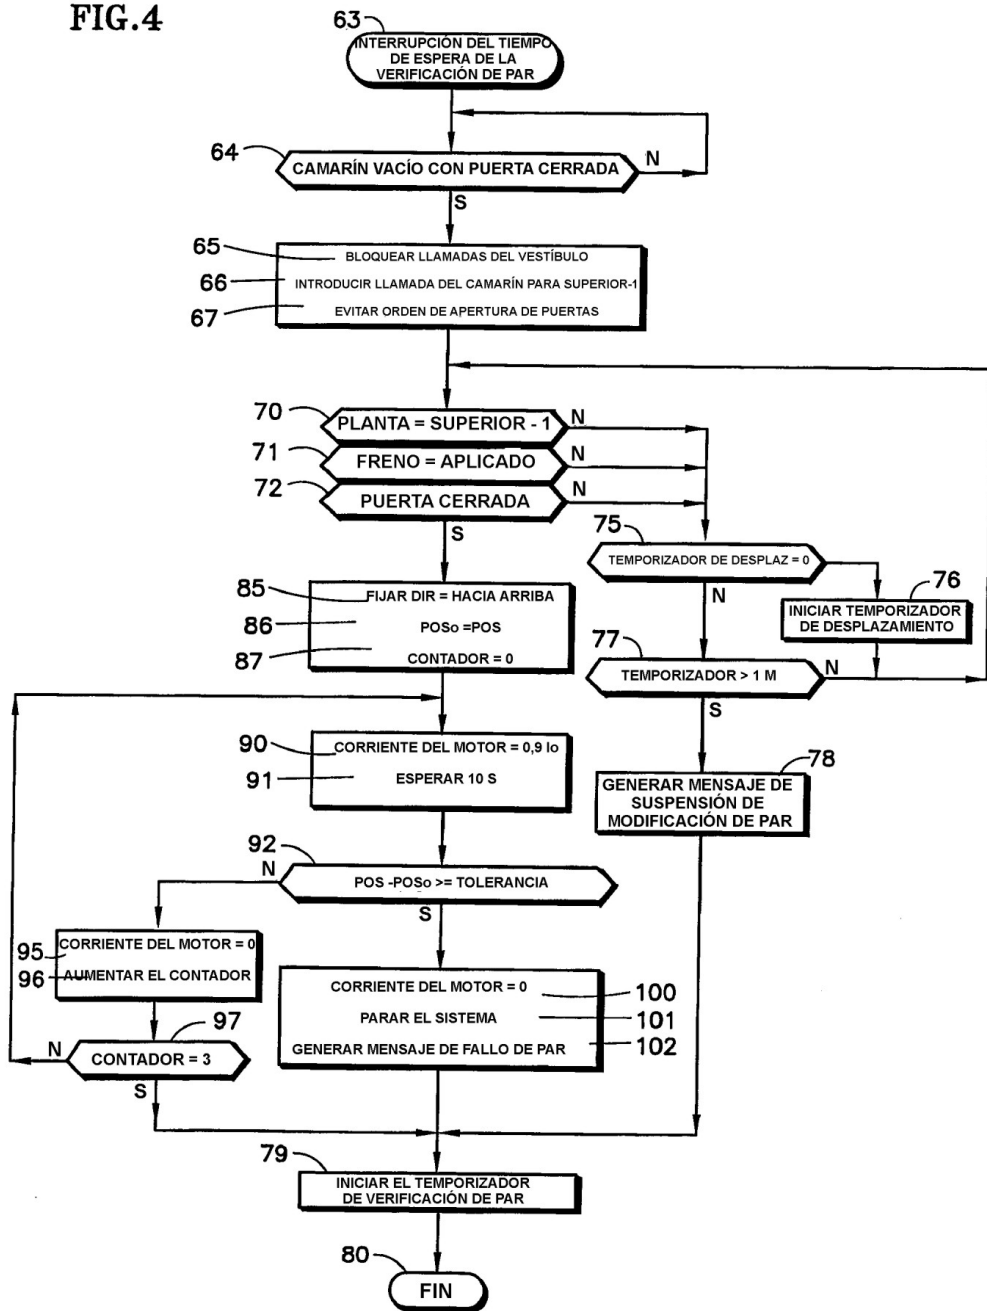 FIG.4
63
INTERRUPCIÓN DEL TIEMPO
DE ESPERA DE LA
VERIFICACIÓN DE PAR
64
CAMARÍN VACÍO CON PUERTA CERRADA
N
S
65
BLOQUEAR LLAMADAS DEL VESTÍBULO
66
INTRODUCIR LLAMADA DEL CAMARÍN PARA SUPERIOR-1
67
EVITAR ORDEN DE APERTURA DE PUERTAS
70
PLANTA = SUPERIOR - 1
N
71
FRENO = APLICADO
N
72
PUERTA CERRADA
N
S
75
TEMPORIZADOR DE DESPLAZ = 0
N
76
INICIAR TEMPORIZADOR
DE DESPLAZAMIENTO
77
TEMPORIZADOR > 1 M
N
S
85
FIJAR DIR = HACIA ARRIBA
86
POSo =POS
87
CONTADOR = 0
90
CORRIENTE DEL MOTOR = 0,9 Io
91
ESPERAR 10 S
78
GENERAR MENSAJE DE
SUSPENSIÓN DE
MODIFICACIÓN DE PAR
92
POS -POSo >= TOLERANCIA
N
S
95
CORRIENTE DEL MOTOR = 0
96
AUMENTAR EL CONTADOR
97
CONTADOR = 3
N
S
CORRIENTE DEL MOTOR = 0
100
PARAR EL SISTEMA
101
GENERAR MENSAJE DE FALLO DE PAR
102
79
INICIAR EL TEMPORIZADOR
DE VERIFICACIÓN DE PAR
80
FIN